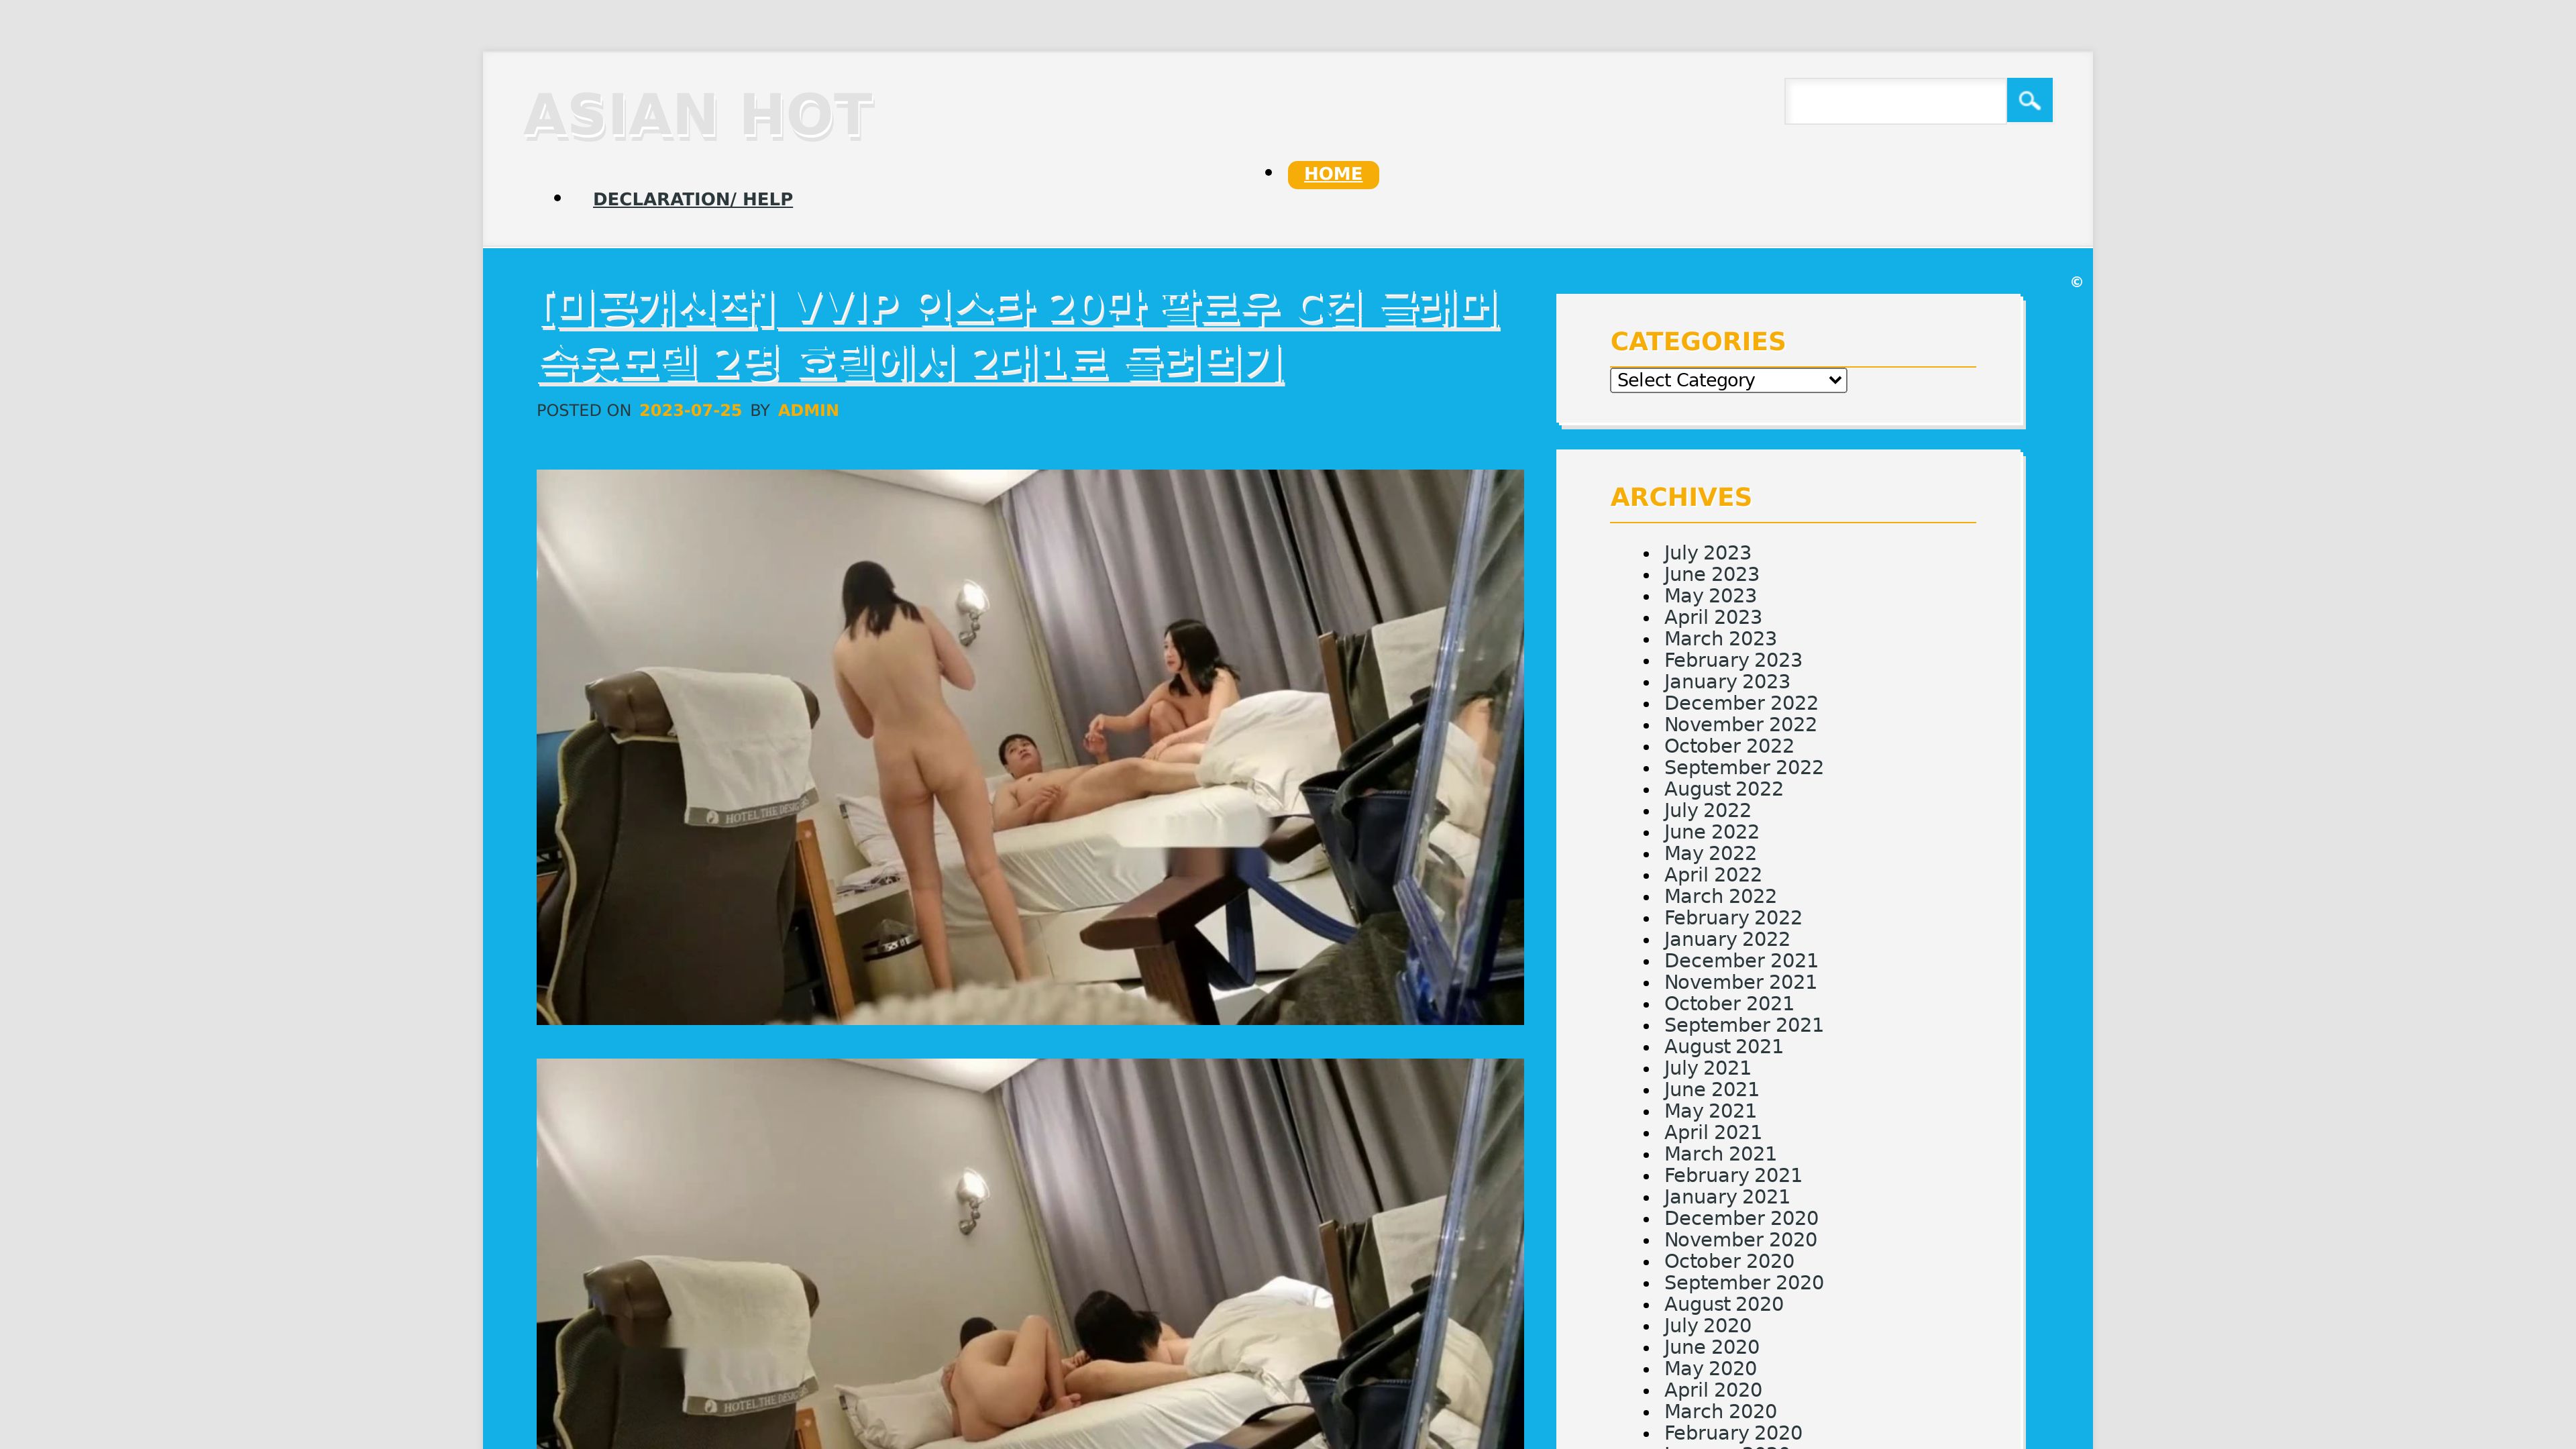 ASIAN HOT
HOME
DECLARATION/ HELP
©
[미공개신작] VVIP 인스타 20만 팔로우 C컵 글래머
속옷모델 2명 호텔에서 2대1로 돌려먹기
POSTED ON 2023-07-25 BY ADMIN
HOTEL THE DESIG
HOTEL THE DESIG
CATEGORIES
Select Category
ARCHIVES
July 2023
June 2023
May 2023
April 2023
March 2023
February 2023
January 2023
December 2022
November 2022
October 2022
September 2022
August 2022
July 2022
June 2022
May 2022
April 2022
March 2022
February 2022
January 2022
December 2021
November 2021
October 2021
September 2021
August 2021
July 2021
June 2021
May 2021
April 2021
March 2021
February 2021
January 2021
December 2020
November 2020
October 2020
September 2020
August 2020
July 2020
June 2020
May 2020
April 2020
March 2020
February 2020